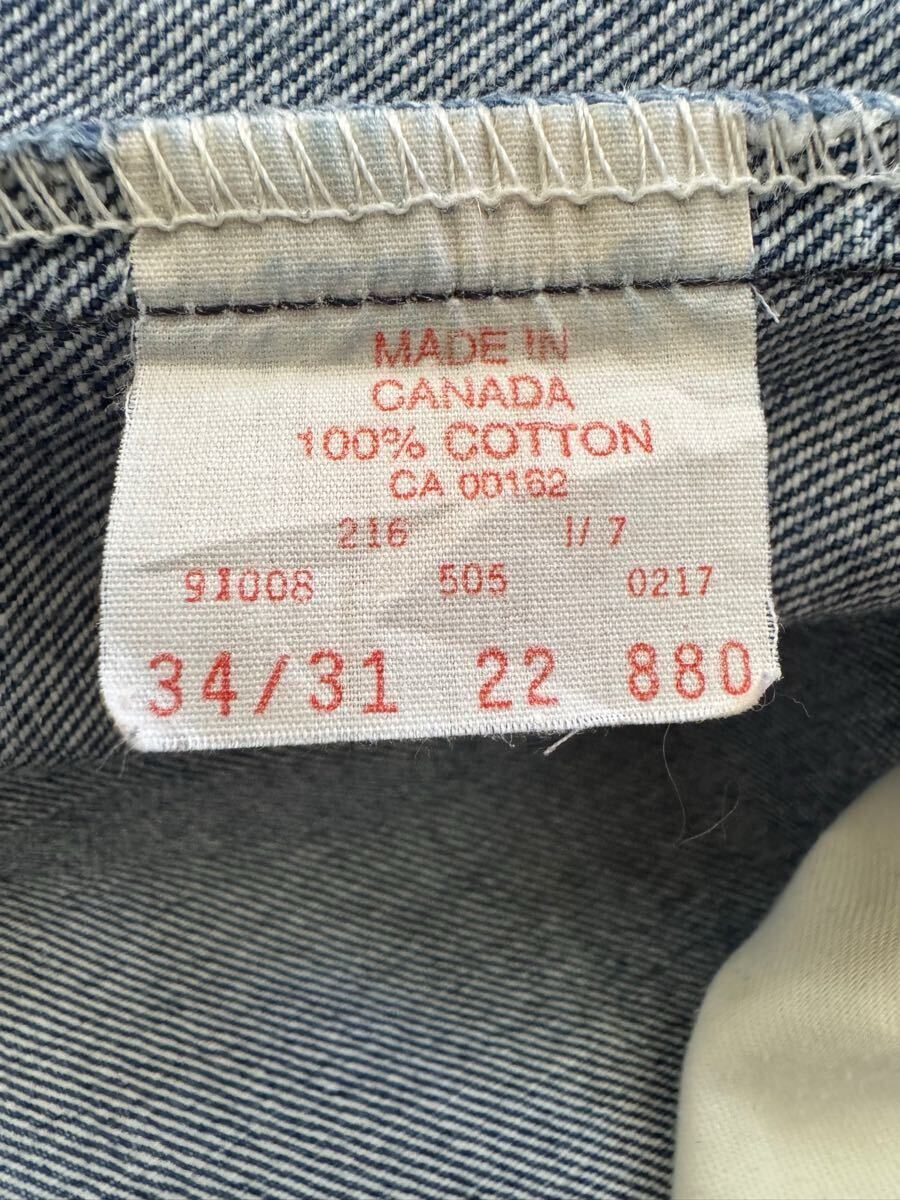 MADE IN
CANADA
100% COTTON
CA 00162
216 1/ 7
91008 505 0217
34/31 22 880